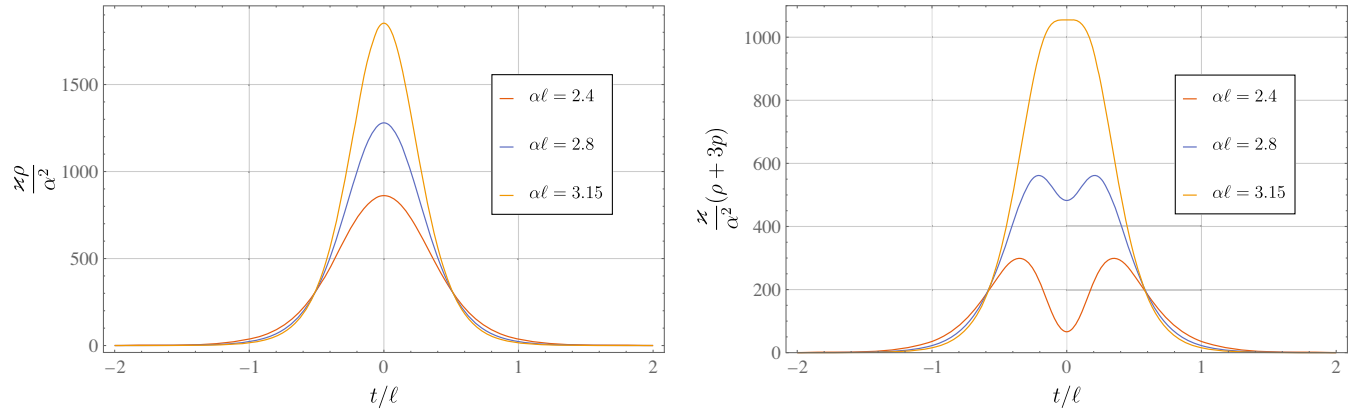 ϰρ/α²
1500
1000
500
0
−2
−1
0
1
2
t/ℓ
αℓ = 2.4
αℓ = 2.8
αℓ = 3.15
ϰ/α²(ρ + 3p)
1000
800
600
400
200
0
−2
−1
0
1
2
t/ℓ
αℓ = 2.4
αℓ = 2.8
αℓ = 3.15